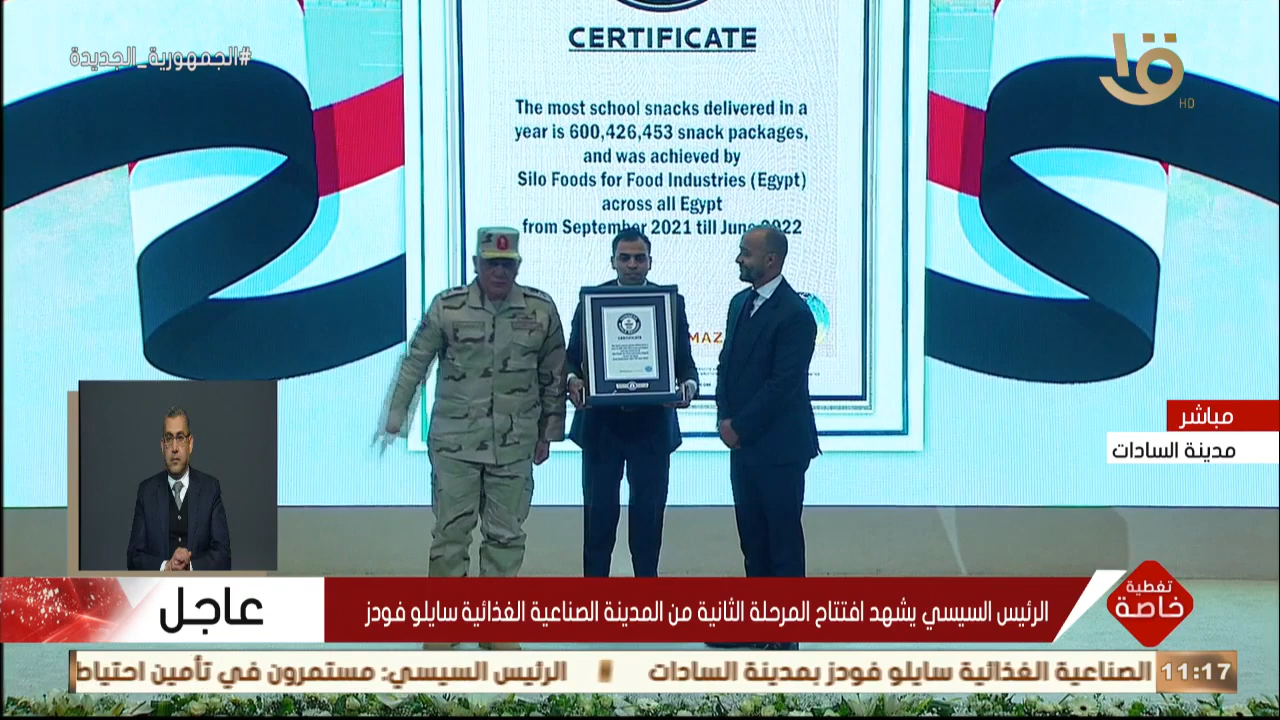 #الجمهورية_الجديدة
CERTIFICATE
HD
The most school snacks delivered in a
year is 600,426,453 snack packages,
and was achieved by
Silo Foods for Food Industries (Egypt)
across all Egypt
from September 2021 till June 2022
CERTIFICATE
MAZ
مباشر
مدينة السادات
تغطية
خاصة
الرئيس السيسي يشهد افتتاح المرحلة الثانية من المدينة الصناعية الغذائية سايلو فودز
عاجل
11:17
الصناعية الغذائية سايلو فودز بمدينة السادات
الرئيس السيسي: مستمرون في تأمين احتياط